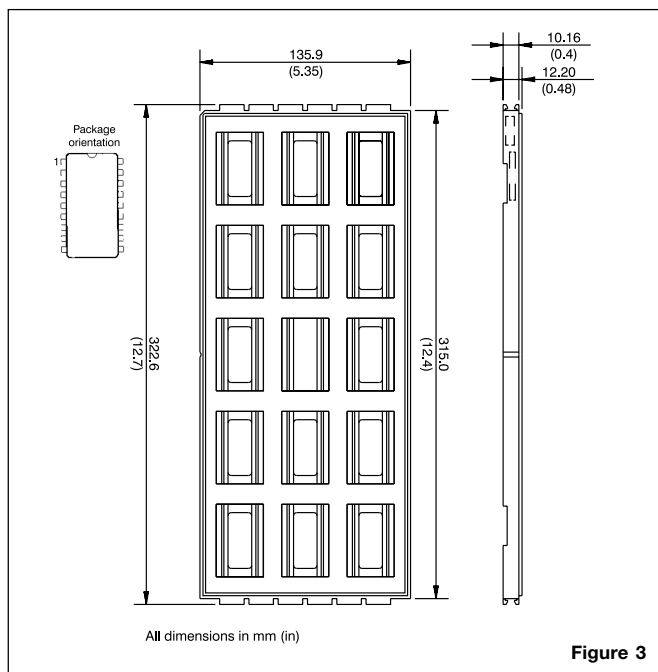 135.9
(5.35)
10.16
(0.4)
12.20
(0.48)
Package
orientation
1
322.6
(12.7)
315.0
(12.4)
All dimensions in mm (in)
Figure 3